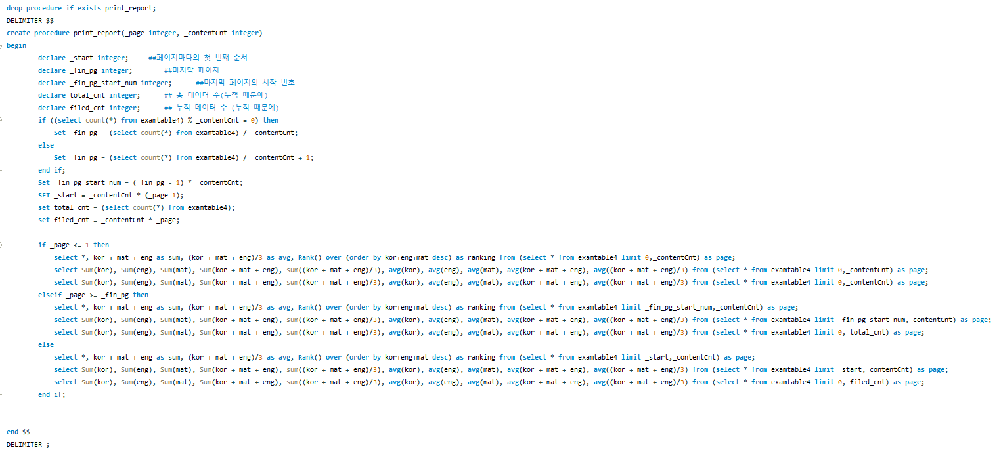 drop procedure if exists print_report;
DELIMITER $$
create procedure print_report(_page integer, _contentCnt integer)
begin
declare _start integer; ##페이지마다의 첫 번째 순서
declare _fin_pg integer; ##마지막 페이지
declare _fin_pg_start_num integer; ##마지막 페이지의 시작 번호
declare total_cnt integer; ## 총 데이터 수(누적 때문에)
declare filed_cnt integer; ## 누적 데이터 수 (누적 때문에)
if ((select count(*) from examtable4) % _contentCnt = 0) then
Set _fin_pg = (select count(*) from examtable4) / _contentCnt;
else
Set _fin_pg = (select count(*) from examtable4) / _contentCnt + 1;
end if;
Set _fin_pg_start_num = (_fin_pg - 1) * _contentCnt;
SET _start = _contentCnt * (_page-1);
set total_cnt = (select count(*) from examtable4);
set filed_cnt = _contentCnt * _page;
if _page <= 1 then
select *, kor + mat + eng as sum, (kor + mat + eng)/3 as avg, Rank() over (order by kor+eng+mat desc) as ranking from (select * from examtable4 limit 0,_contentCnt) as page;
select Sum(kor), Sum(eng), Sum(mat), Sum(kor + mat + eng), sum((kor + mat + eng)/3), avg(kor), avg(eng), avg(mat), avg(kor + mat + eng), avg((kor + mat + eng)/3) from (select * from examtable4 limit 0,_contentCnt) as page;
select Sum(kor), Sum(eng), Sum(mat), Sum(kor + mat + eng), sum((kor + mat + eng)/3), avg(kor), avg(eng), avg(mat), avg(kor + mat + eng), avg((kor + mat + eng)/3) from (select * from examtable4 limit 0,_contentCnt) as page;
elseif _page >= _fin_pg then
select *, kor + mat + eng as sum, (kor + mat + eng)/3 as avg, Rank() over (order by kor+eng+mat desc) as ranking from (select * from examtable4 limit _fin_pg_start_num,_contentCnt) as page;
select Sum(kor), Sum(eng), Sum(mat), Sum(kor + mat + eng), sum((kor + mat + eng)/3), avg(kor), avg(eng), avg(mat), avg(kor + mat + eng), avg((kor + mat + eng)/3) from (select * from examtable4 limit _fin_pg_start_num,_contentCnt) as page;
select Sum(kor), Sum(eng), Sum(mat), Sum(kor + mat + eng), sum((kor + mat + eng)/3), avg(kor), avg(eng), avg(mat), avg(kor + mat + eng), avg((kor + mat + eng)/3) from (select * from examtable4 limit 0, total_cnt) as page;
else
select *, kor + mat + eng as sum, (kor + mat + eng)/3 as avg, Rank() over (order by kor+eng+mat desc) as ranking from (select * from examtable4 limit _start,_contentCnt) as page;
select Sum(kor), Sum(eng), Sum(mat), Sum(kor + mat + eng), sum((kor + mat + eng)/3), avg(kor), avg(eng), avg(mat), avg(kor + mat + eng), avg((kor + mat + eng)/3) from (select * from examtable4 limit _start,_contentCnt) as page;
select Sum(kor), Sum(eng), Sum(mat), Sum(kor + mat + eng), sum((kor + mat + eng)/3), avg(kor), avg(eng), avg(mat), avg(kor + mat + eng), avg((kor + mat + eng)/3) from (select * from examtable4 limit 0, filed_cnt) as page;
end if;
end $$
DELIMITER ;